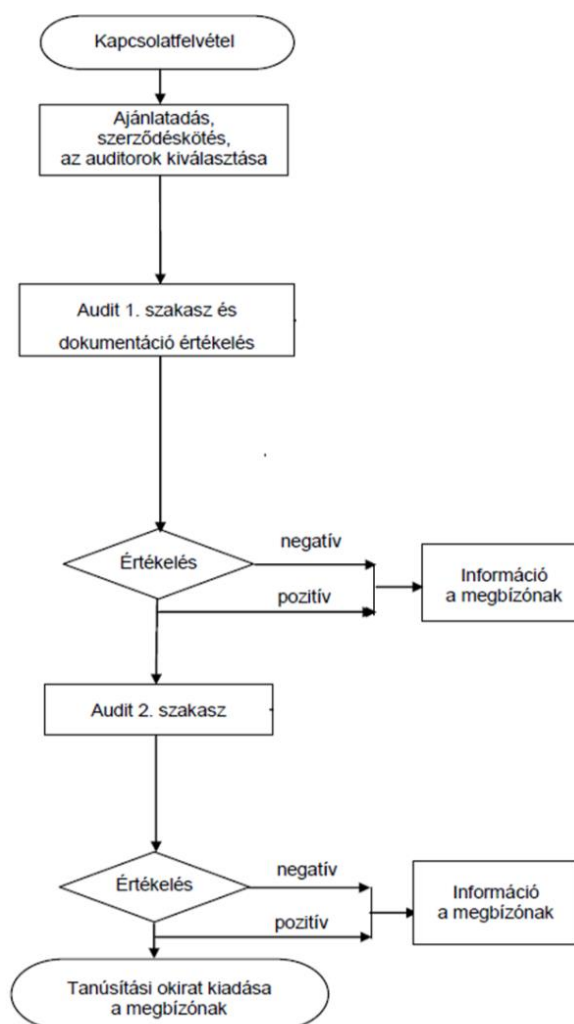 Kapcsolatfelvétel
Ajánlatadás,
szerződéskötés,
az auditorok kiválasztása
Audit 1. szakasz és
dokumentáció értékelés
Értékelés
negatív
pozitív
Információ
a megbízónak
Audit 2. szakasz
Értékelés
negatív
pozitív
Információ
a megbízónak
Tanúsítási okirat kiadása
a megbízónak